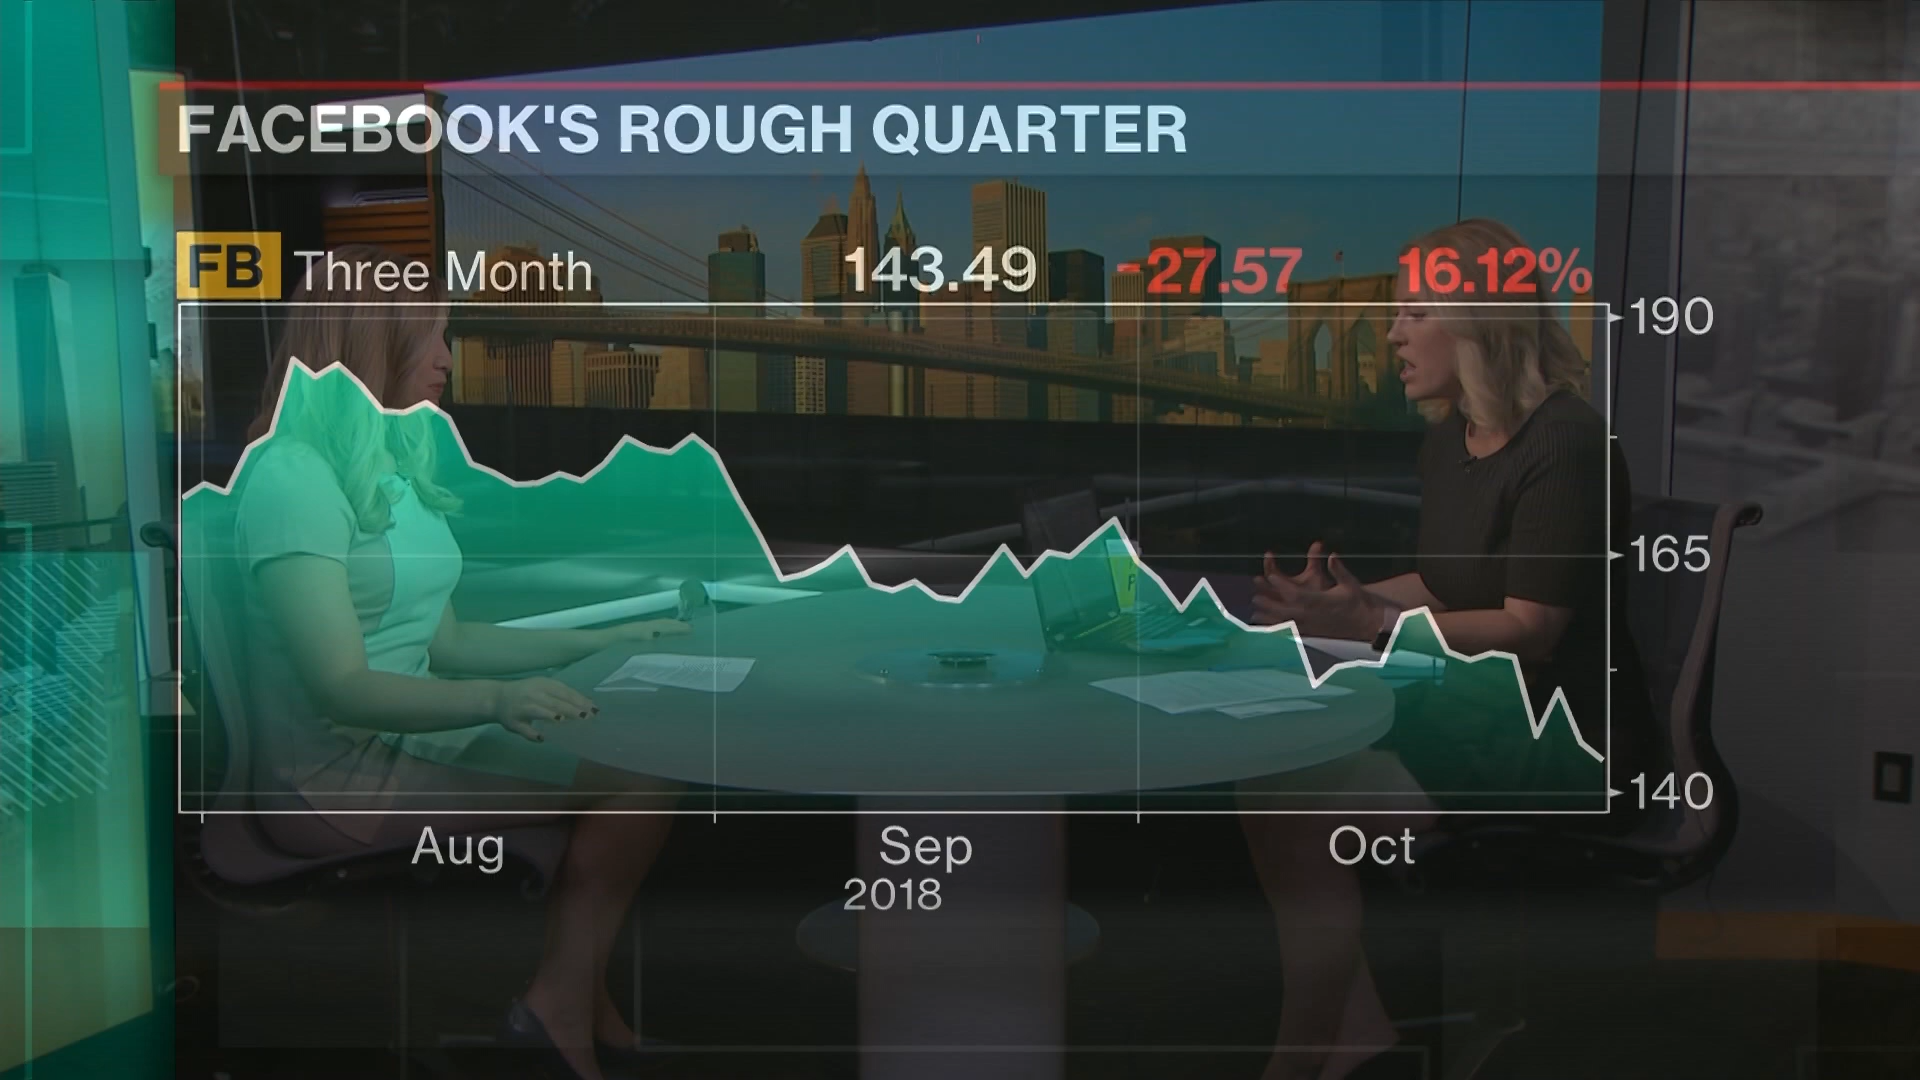 FACEBOOK'S ROUGH QUARTER
FB Three Month 143.49 -27.57 16.12%
190
165
140
Aug Sep Oct
2018